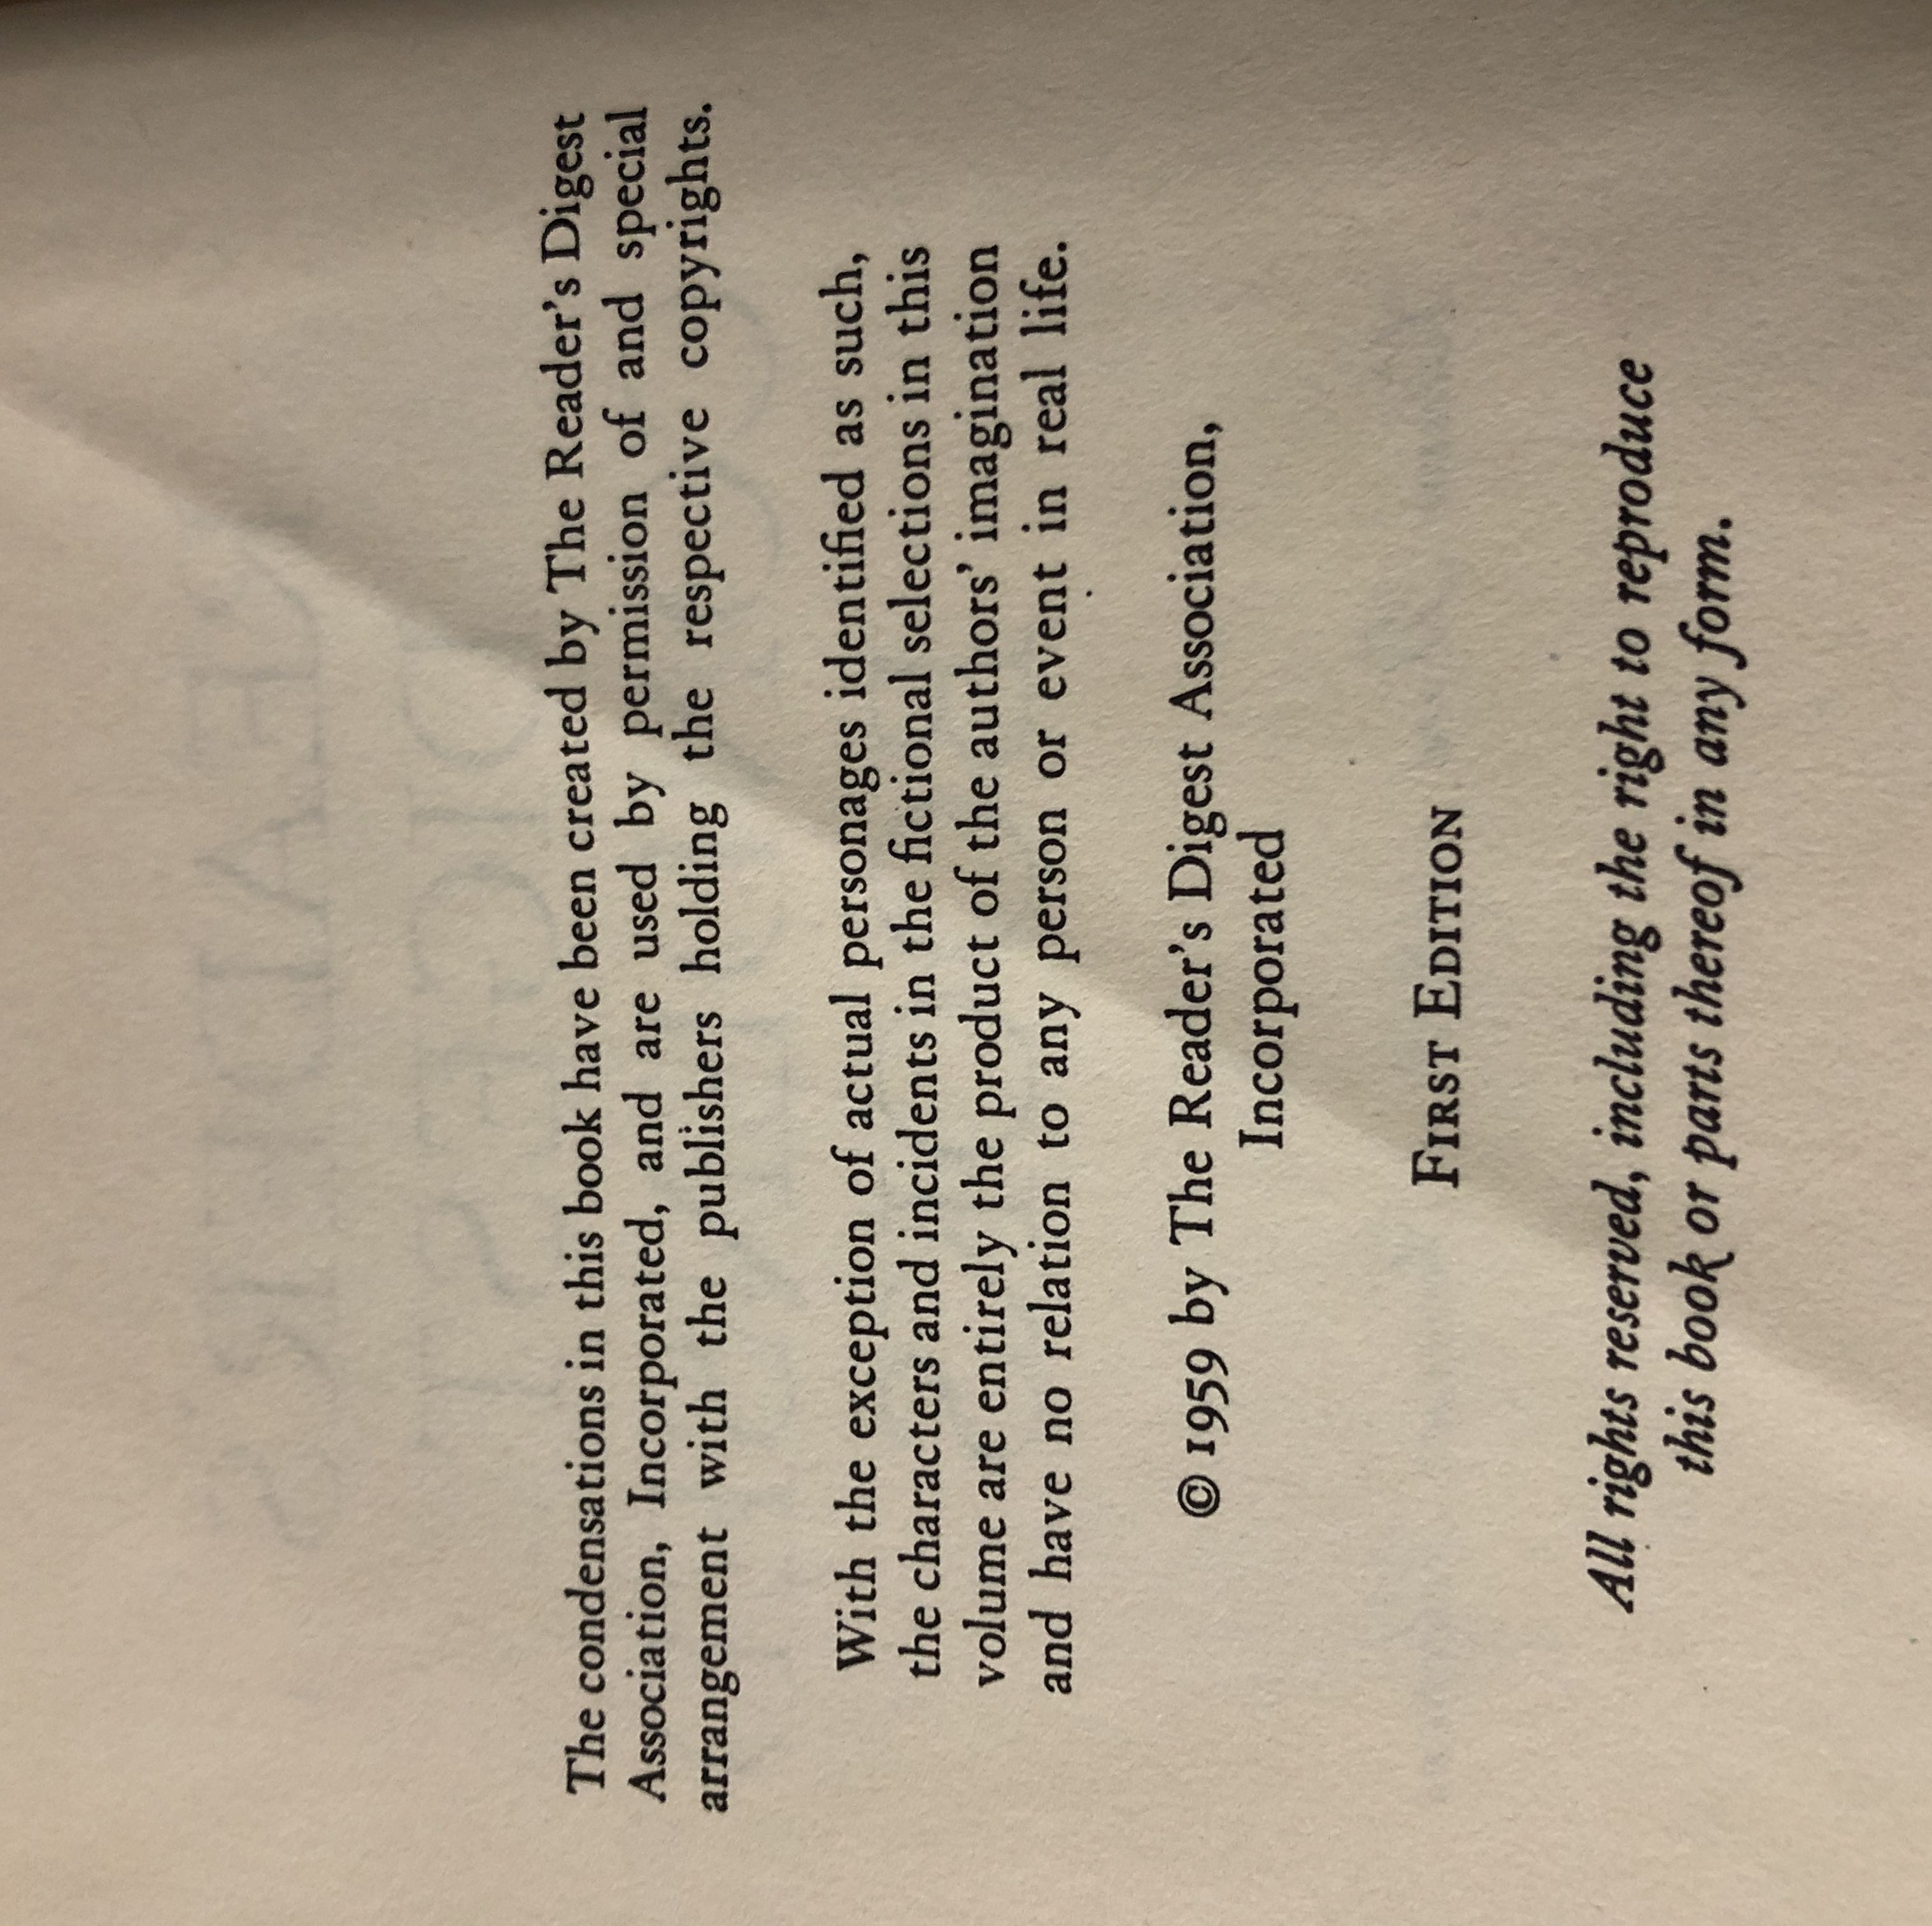 The condensations in this book have been created by The Reader's Digest
Association, Incorporated, and are used by permission of and special
arrangement with the publishers holding the respective copyrights.
With the exception of actual personages identified as such,
the characters and incidents in the fictional selections in this
volume are entirely the product of the authors' imagination
and have no relation to any person or event in real life.
© 1959 by The Reader's Digest Association,
Incorporated
First Edition
All rights reserved, including the right to reproduce
this book or parts thereof in any form.